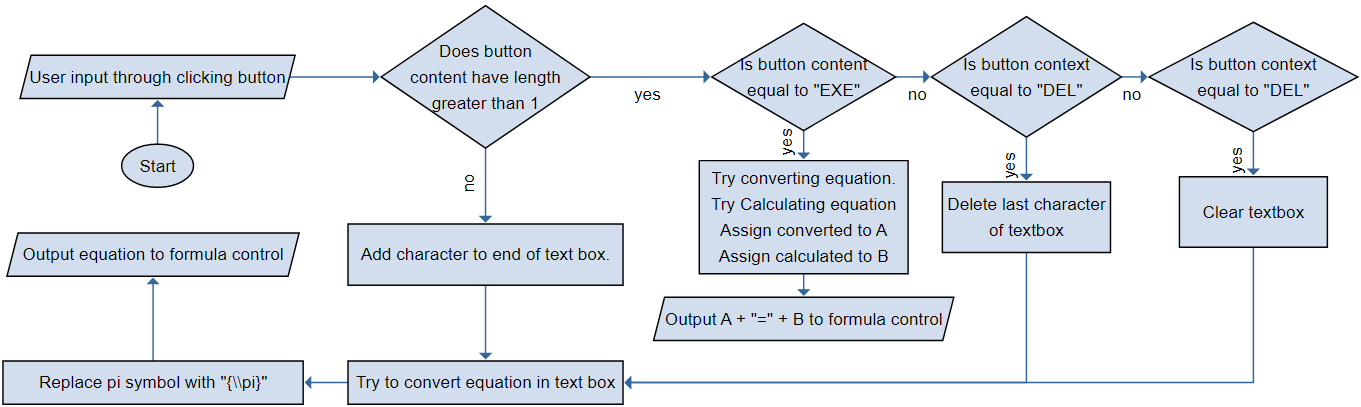 User input through clicking button
Start
Does button
content have length
greater than 1
yes
no
Is button content
equal to "EXE"
no
yes
Is button context
equal to "DEL"
no
yes
Is button context
equal to "DEL"
yes
Try converting equation.
Try Calculating equation
Assign converted to A
Assign calculated to B
Delete last character
of textbox
Clear textbox
Output equation to formula control
Add character to end of text box.
Output A + "=" + B to formula control
Replace pi symbol with "{\\pi}"
Try to convert equation in text box